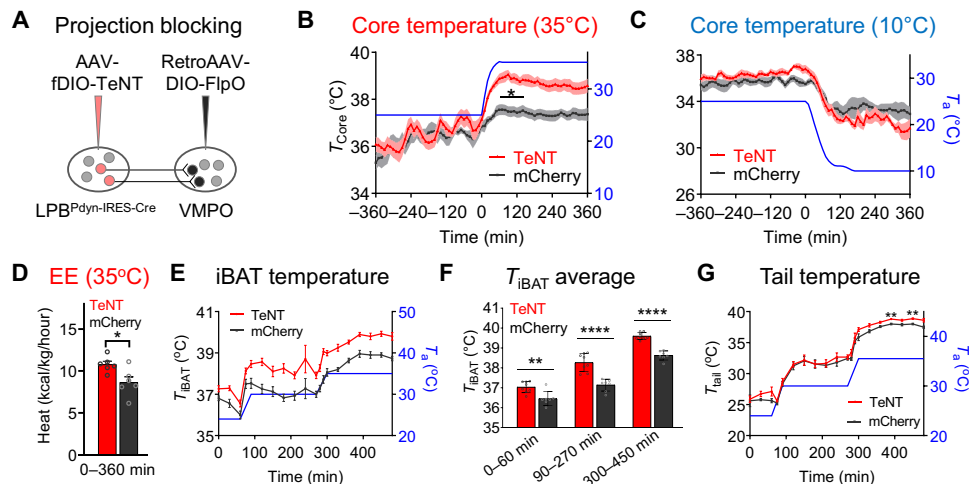 A Projection blocking
AAV-
fDIO-TeNT
RetroAAV-
DIO-FlpO
LPB^Pdyn-IRES-Cre
VMPO
B Core temperature (35°C)
T_Core (°C)
40
38
36
34
*
TeNT
mCherry
30
20
10
–360 –240 –120 0 120 240 360
Time (min)
C Core temperature (10°C)
38
34
30
26
TeNT
mCherry
30
20
10
T_a (°C)
–360 –240 –120 0 120 240 360
Time (min)
D EE (35°C)
Heat (kcal/kg/hour)
15
10
5
0
TeNT
mCherry
*
0–360 min
E iBAT temperature
T_iBAT (°C)
41
39
37
35
TeNT
mCherry
50
40
30
20
T_a (°C)
0 100 200 300 400
Time (min)
F T_iBAT average
T_iBAT (°C)
42
41
40
39
38
37
36
35
TeNT
mCherry
**
****
****
0–60 min
90–270 min
300–450 min
G Tail temperature
T_tail (°C)
40
35
30
25
20
** **
TeNT
mCherry
50
40
30
20
T_a (°C)
0 100 200 300 400
Time (min)